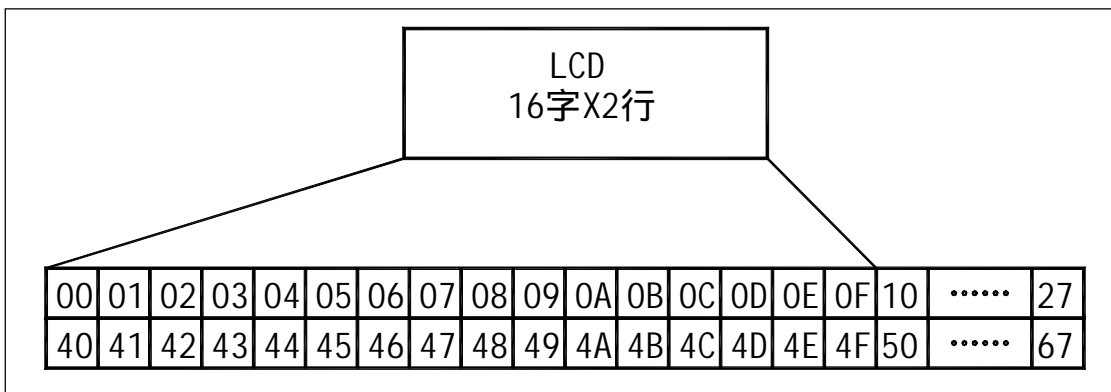 LCD
16字X2行
00 01 02 03 04 05 06 07 08 09 0A 0B 0C 0D 0E 0F 10 ······ 27
40 41 42 43 44 45 46 47 48 49 4A 4B 4C 4D 4E 4F 50 ······ 67